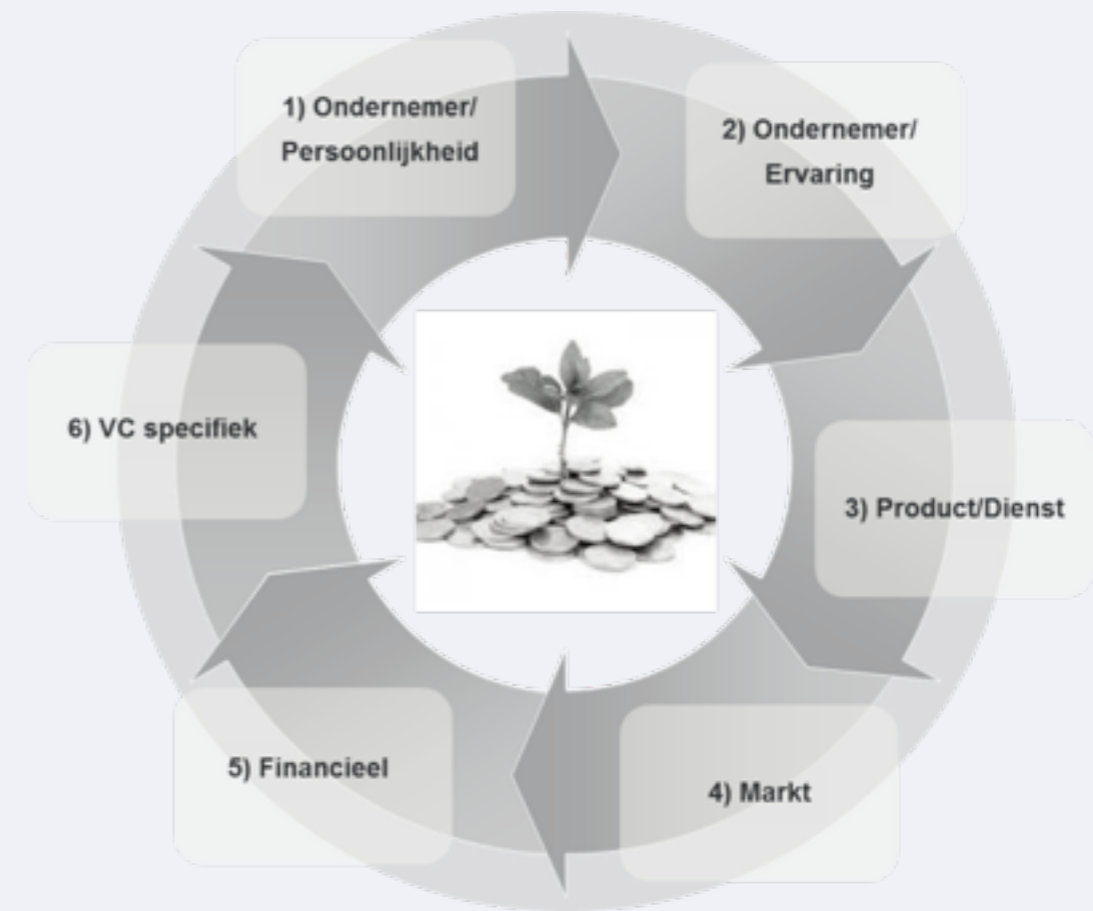 1) Ondernemer/
Persoonlijkheid
2) Ondernemer/
Ervaring
3) Product/Dienst
4) Markt
5) Financieel
6) VC specifiek